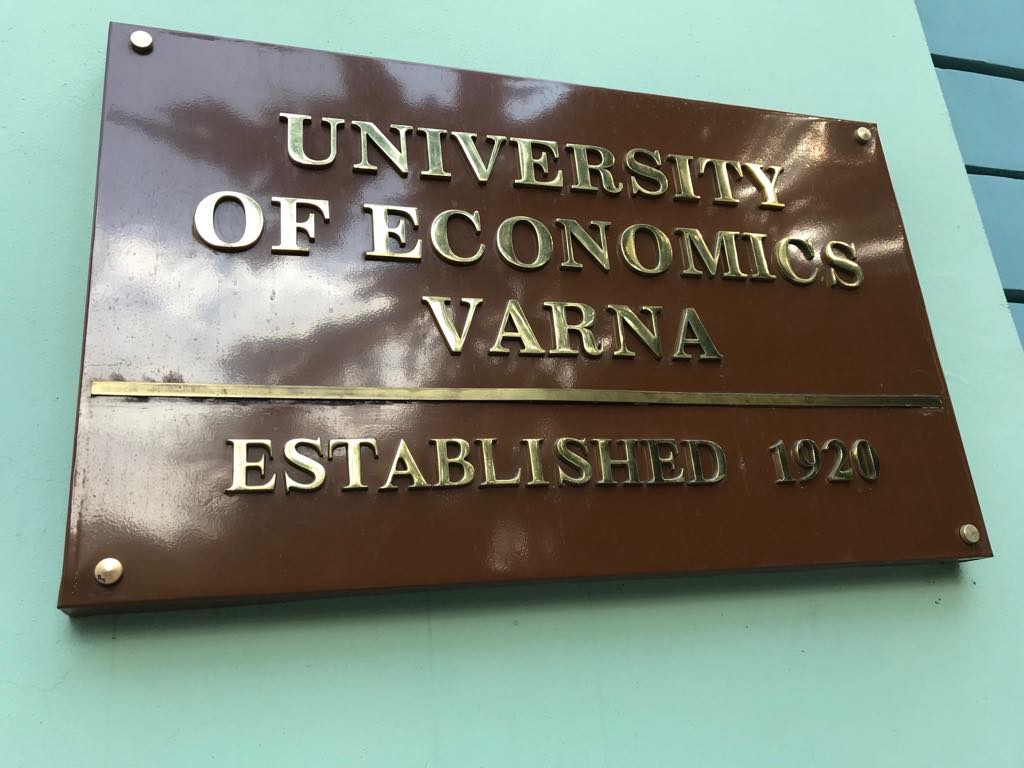 UNIVERSITY
OF ECONOMICS
VARNA
ESTABLISHED 1920